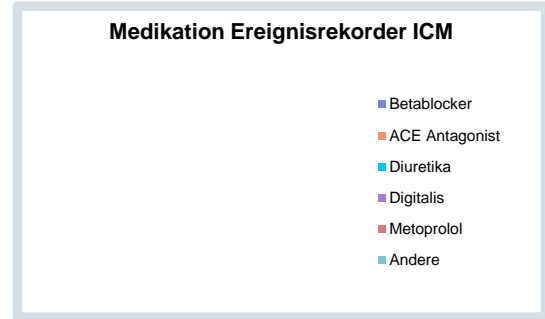 Medikation Ereignisrekorder ICM
Betablocker
ACE Antagonist
Diuretika
Digitalis
Metoprolol
Andere